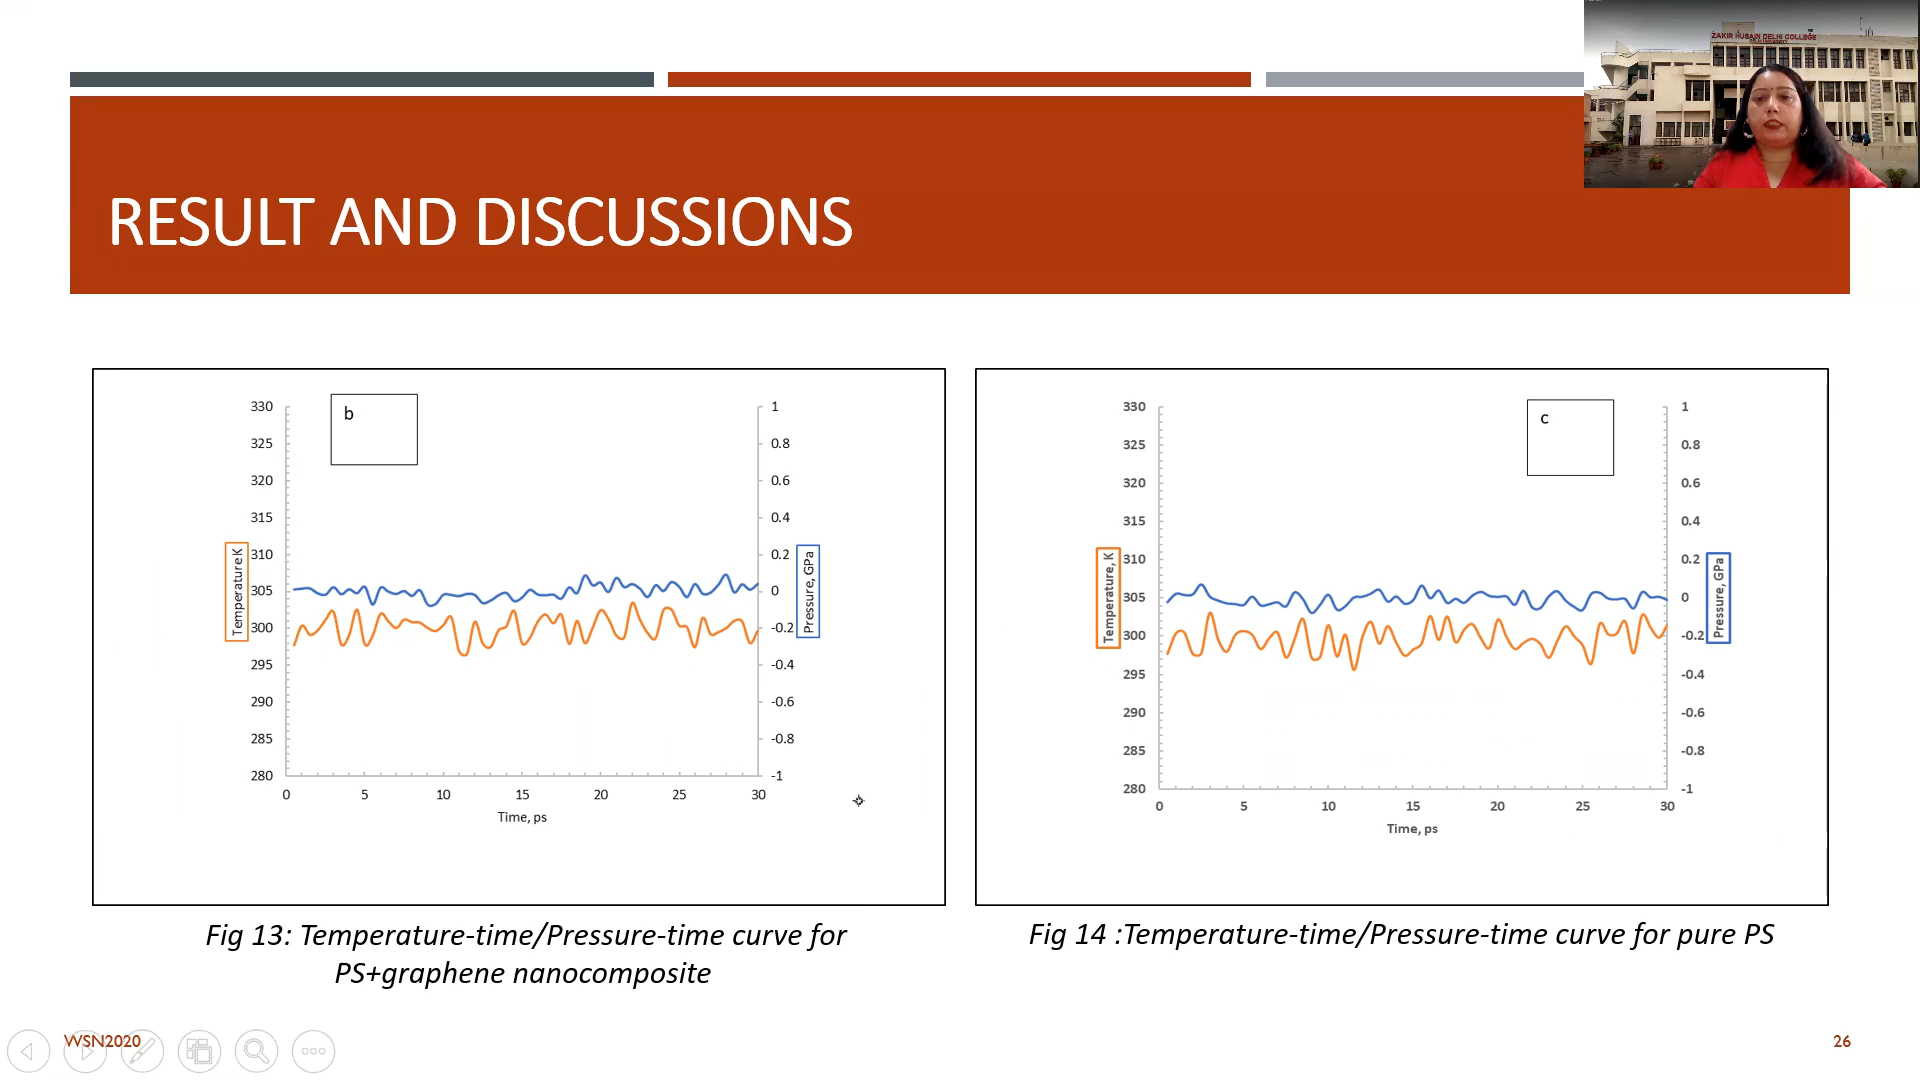 ZAKIR HUSAIN DELHI COLLEGE
RESULT AND DISCUSSIONS
b
330
325
320
315
310
305
300
295
290
285
280
Temperature K
1
0.8
0.6
0.4
0.2
0
-0.2
-0.4
-0.6
-0.8
-1
Pressure, GPa
0 5 10 15 20 25 30
Time, ps
c
330
325
320
315
310
305
300
295
290
285
280
Temperature, K
1
0.8
0.6
0.4
0.2
0
-0.2
-0.4
-0.6
-0.8
-1
Pressure, GPa
0 5 10 15 20 25 30
Time, ps
Fig 13: Temperature-time/Pressure-time curve for
PS+graphene nanocomposite
Fig 14 :Temperature-time/Pressure-time curve for pure PS
WSN2020
26